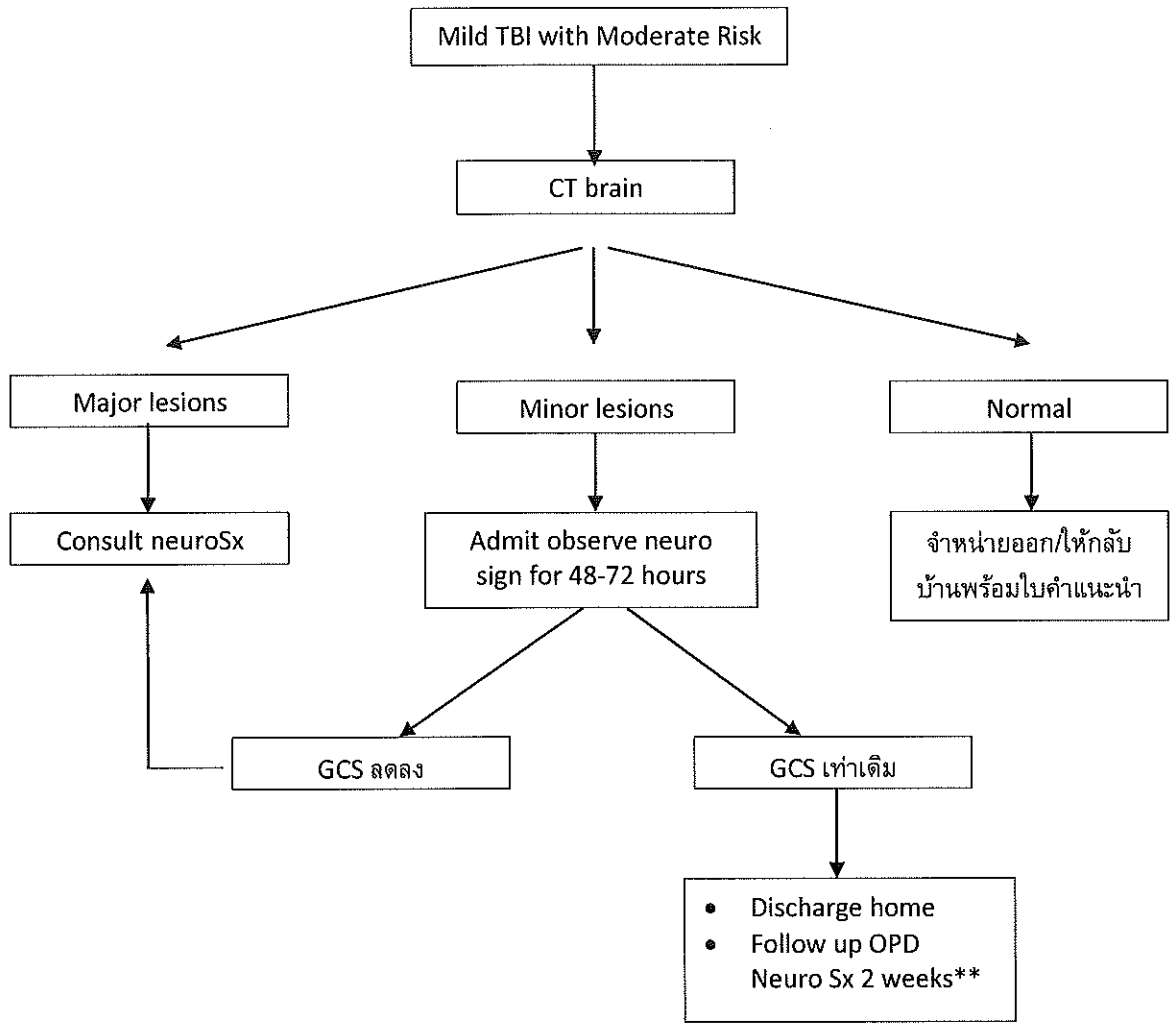 Mild TBI with Moderate Risk
CT brain
Major lesions
Minor lesions
Normal
Consult neuroSx
Admit observe neuro
sign for 48-72 hours
จำหน่ายออก/ให้กลับ
บ้านพร้อมใบคำแนะนำ
GCS ลดลง
GCS เท่าเดิม
• Discharge home
• Follow up OPD
Neuro Sx 2 weeks**